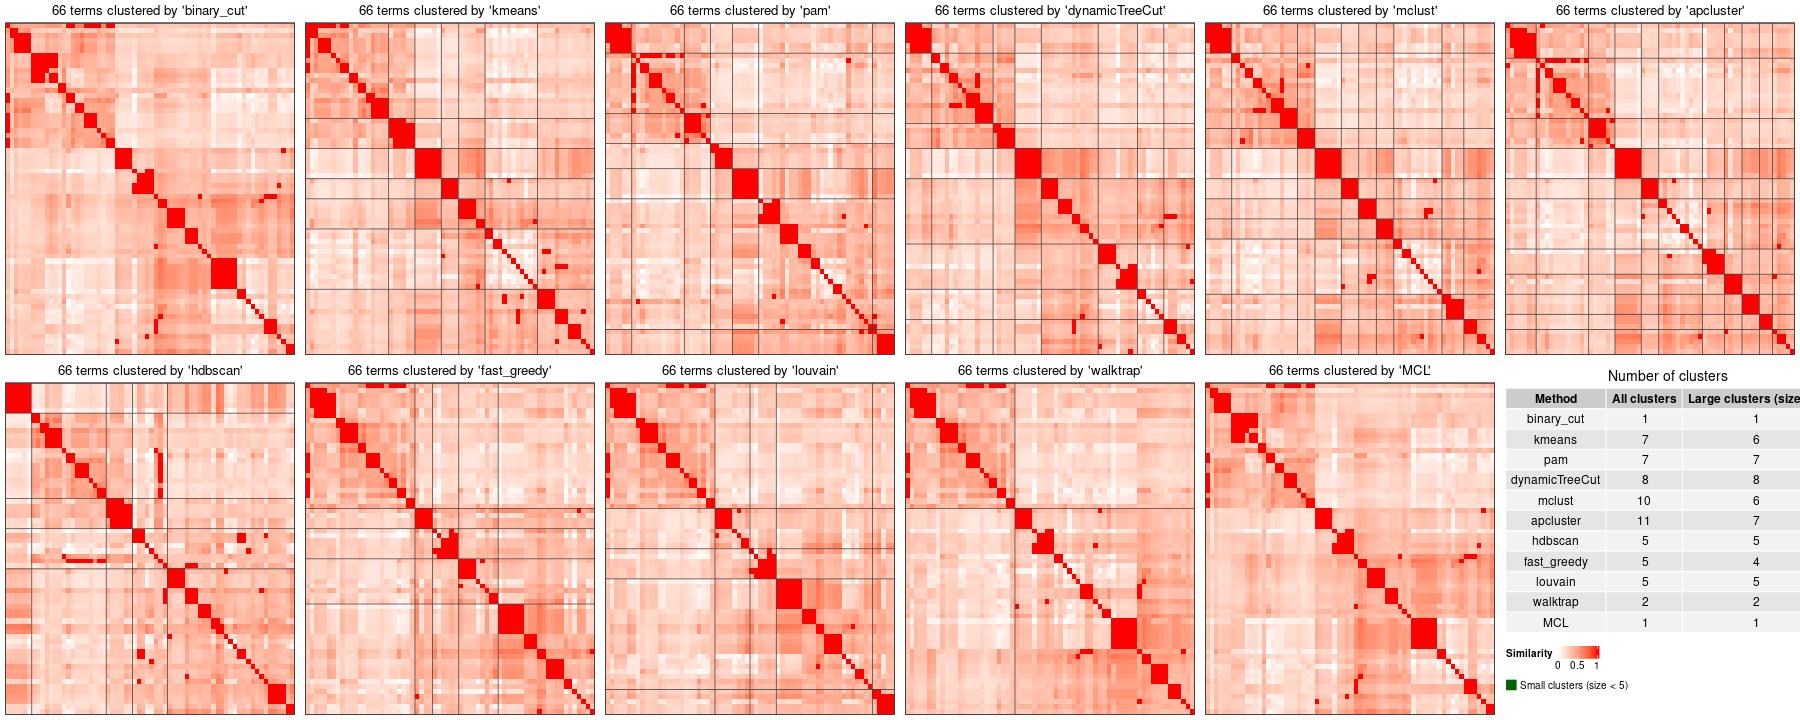 66 terms clustered by 'binary_cut'
66 terms clustered by 'kmeans'
66 terms clustered by 'pam'
66 terms clustered by 'dynamicTreeCut'
66 terms clustered by 'mclust'
66 terms clustered by 'apcluster'
66 terms clustered by 'hdbscan'
66 terms clustered by 'fast_greedy'
66 terms clustered by 'louvain'
66 terms clustered by 'walktrap'
66 terms clustered by 'MCL'
Number of clusters
Method All clusters Large clusters (size
binary_cut 1 1
kmeans 7 6
pam 7 7
dynamicTreeCut 8 8
mclust 10 6
apcluster 11 7
hdbscan 5 5
fast_greedy 5 4
louvain 5 5
walktrap 2 2
MCL 1 1
Similarity
0 0.5 1
Small clusters (size < 5)